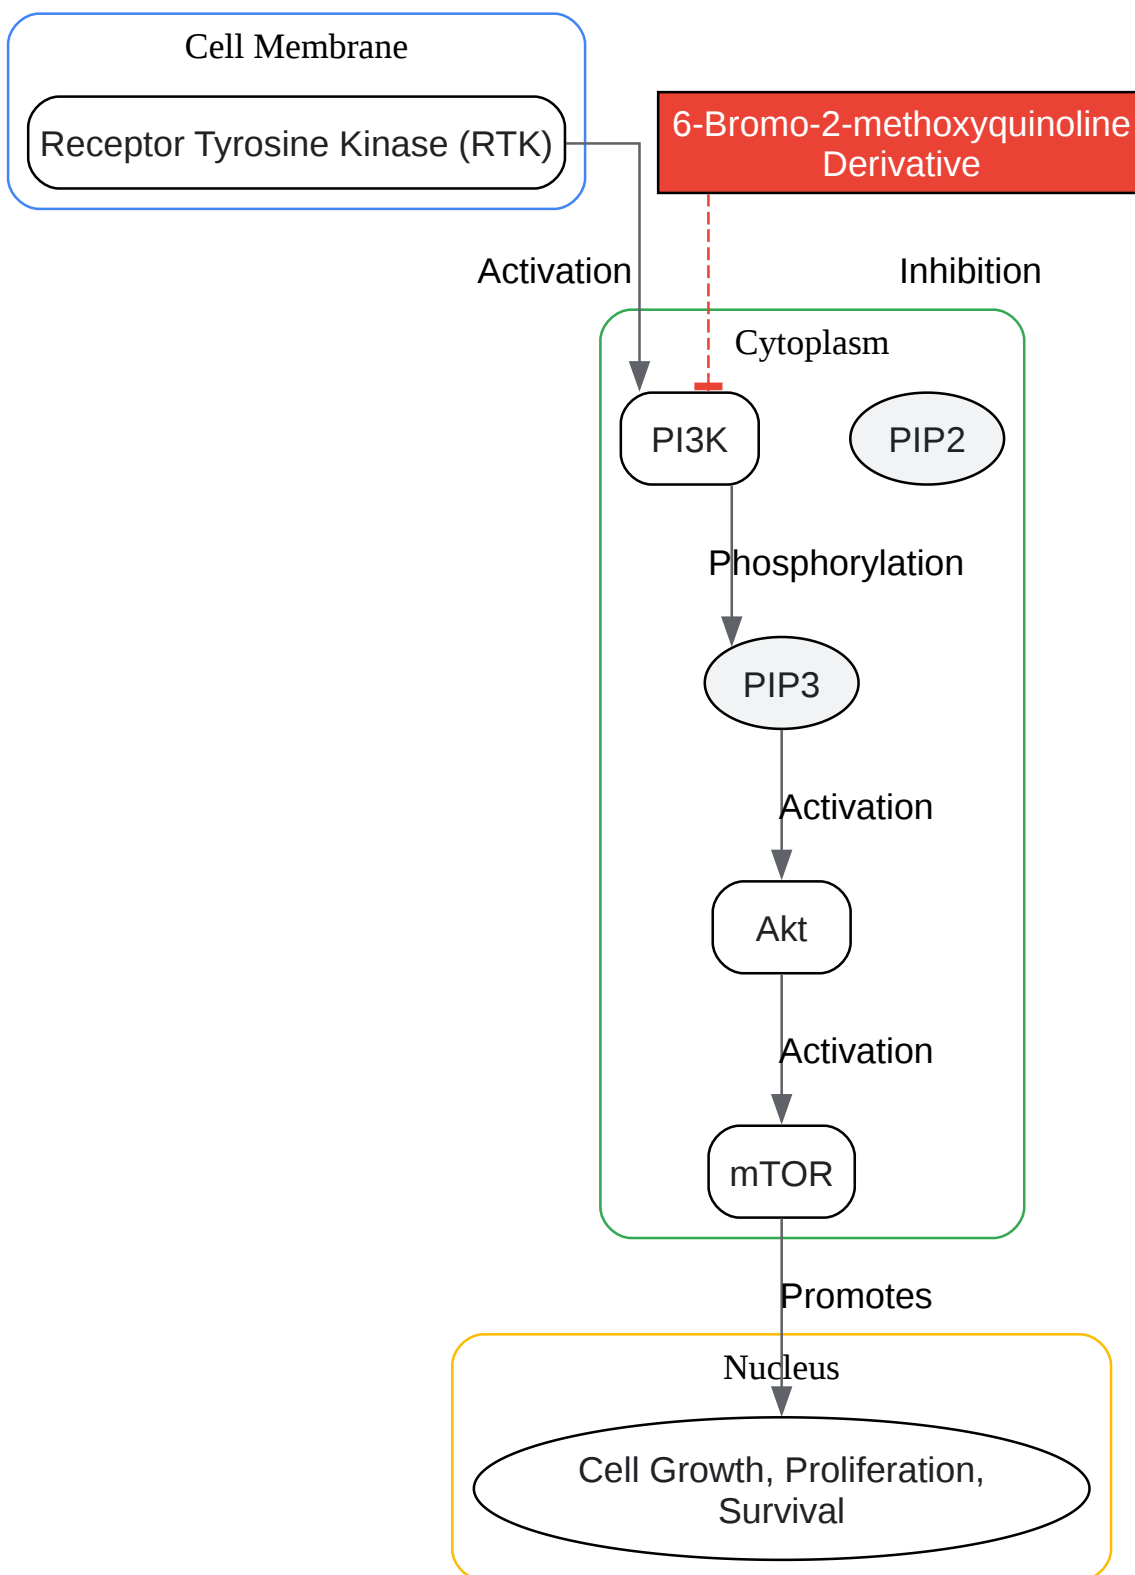 Cell Membrane
Receptor Tyrosine Kinase (RTK)
6-Bromo-2-methoxyquinoline
Derivative
Activation
Inhibition
Cytoplasm
PI3K
PIP2
Phosphorylation
PIP3
Activation
Akt
Activation
mTOR
Promotes
Nucleus
Cell Growth, Proliferation,
Survival